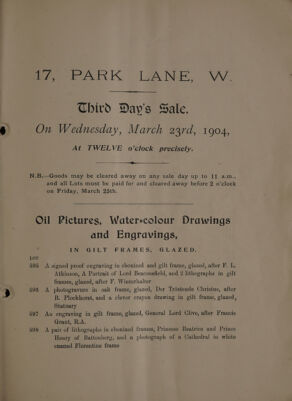 17, PARK LANE, W.
Third Day's Sale.
On Wednesday, March 23rd, 1904,
At TWELVE o'clock precisely.
N.B.—Goods may be cleared away on any sale day up to 11 a.m.,
and all Lots must be paid for and cleared away before 2 o'clock
on Friday, March 25th.
Oil Pictures, Water-colour Drawings
and Engravings,
IN GILT FRAMES, GLAZED.
LOT
595 A signed proof engraving in ebonized and gilt frame, glazed, after F. L.
Atkinson, A Portrait of Lord Beaconsfield, and 2 lithographs in gilt
frames, glazed, after F. Winterhalter
596 A photogravure in oak frame, glazed, Der Tröstende Christus, after
B. Plockhorst, and a clever crayon drawing in gilt frame, glazed,
Statuary
597 An engraving in gilt frame, glazed, General Lord Clive, after Francis
Grant, R.A.
598 A pair of lithographs in ebonized frames, Princess Beatrice and Prince
Henry of Battenberg, and a photograph of a Cathedral in white
enamel Florentine frame